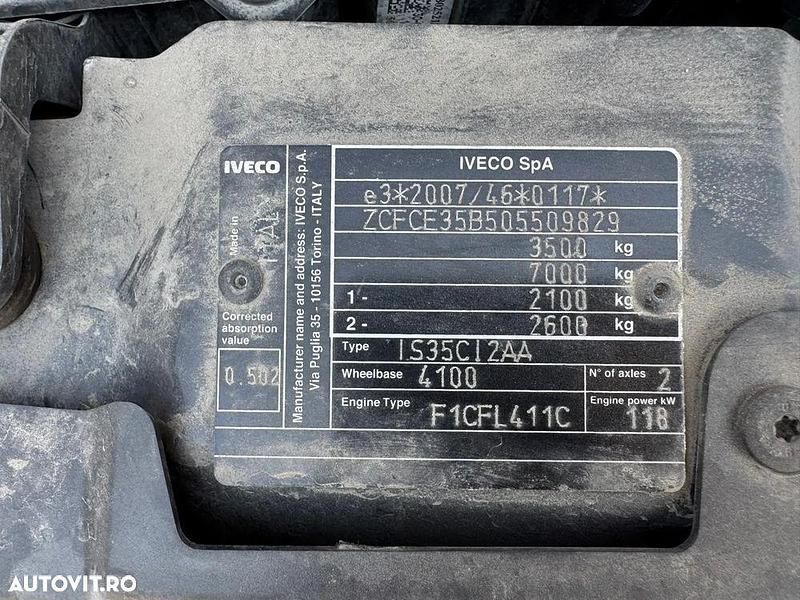 IVECO
Made in
ITALY
Corrected
absorption
value
0.502
Manufacturer name and address: IVECO S.p.A.
Via Puglia 35 - 10156 Torino - ITALY
IVECO SpA
e3*2007/46*0117*
ZCFCE35B505509829
3500 kg
7000 kg
1- 2100 kg
2- 2600 kg
Type IS35CI2AA
Wheelbase 4100 N° of axles 2
Engine Type F1CFL411C Engine power kW 118
AUTOVIT.RO